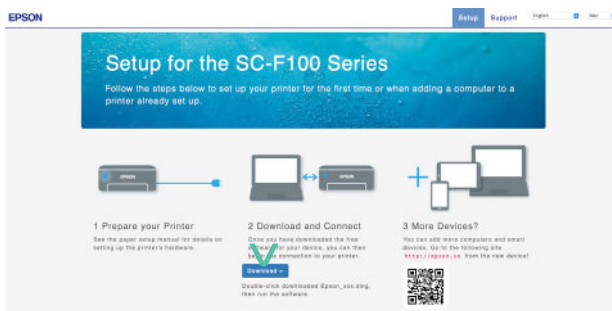 EPSON
Setup Support English Mac
Setup for the SC-F100 Series
Follow the steps below to set up your printer for the first time or when adding a computer to a
printer already set up.
EPSON
EPSON
1 Prepare your Printer
See the paper setup manual for details on
setting up the printer's hardware.
2 Download and Connect
Once you have downloaded the free
software for your device, you can then
connection to your printer.
Download
Double-click downloaded Epson_xxx.dmg,
then run the software.
3 More Devices?
You can add more computers and smart
devices. Go to the following site
http://epson.sn from the new device!